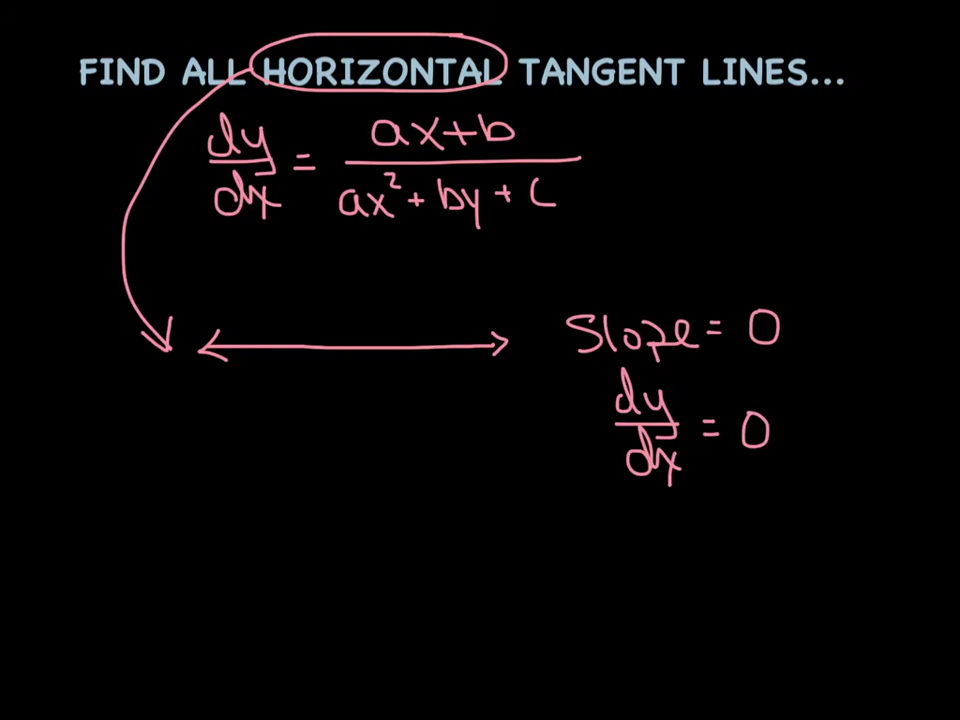 FIND ALL HORIZONTAL TANGENT LINES...
dy/dx = (ax+b)/(ax²+by+c)
Slope = 0
dy/dx = 0